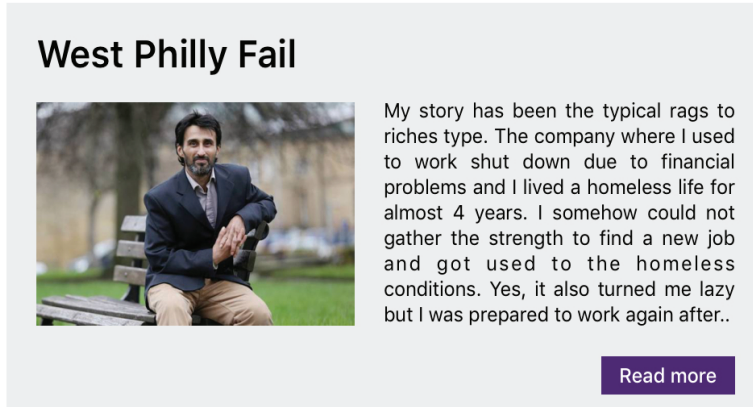 West Philly Fail
My story has been the typical rags to
riches type. The company where I used
to work shut down due to financial
problems and I lived a homeless life for
almost 4 years. I somehow could not
gather the strength to find a new job
and got used to the homeless
conditions. Yes, it also turned me lazy
but I was prepared to work again after..
Read more